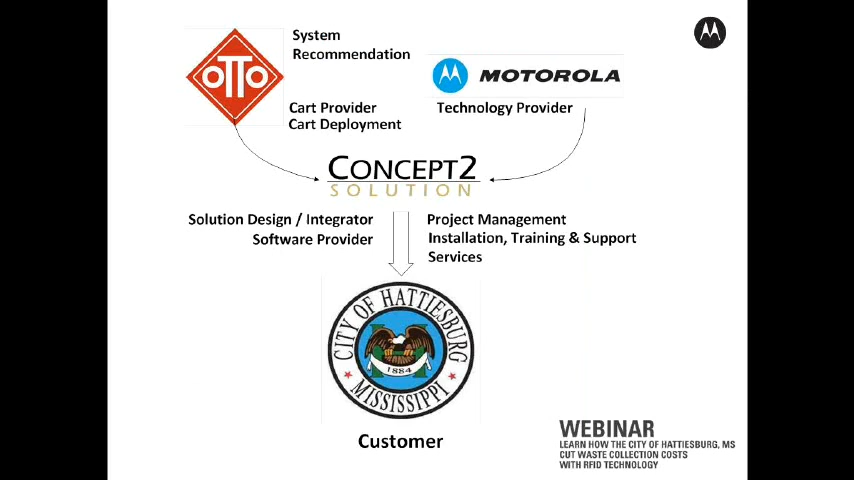 OTTO
System
Recommendation
Cart Provider
Cart Deployment
MOTOROLA
Technology Provider
CONCEPT2
SOLUTION
Solution Design / Integrator
Software Provider
Project Management
Installation, Training & Support
Services
CITY OF HATTIESBURG
1884
MISSISSIPPI
Customer
WEBINAR
LEARN HOW THE CITY OF HATTIESBURG, MS
CUT WASTE COLLECTION COSTS
WITH RFID TECHNOLOGY